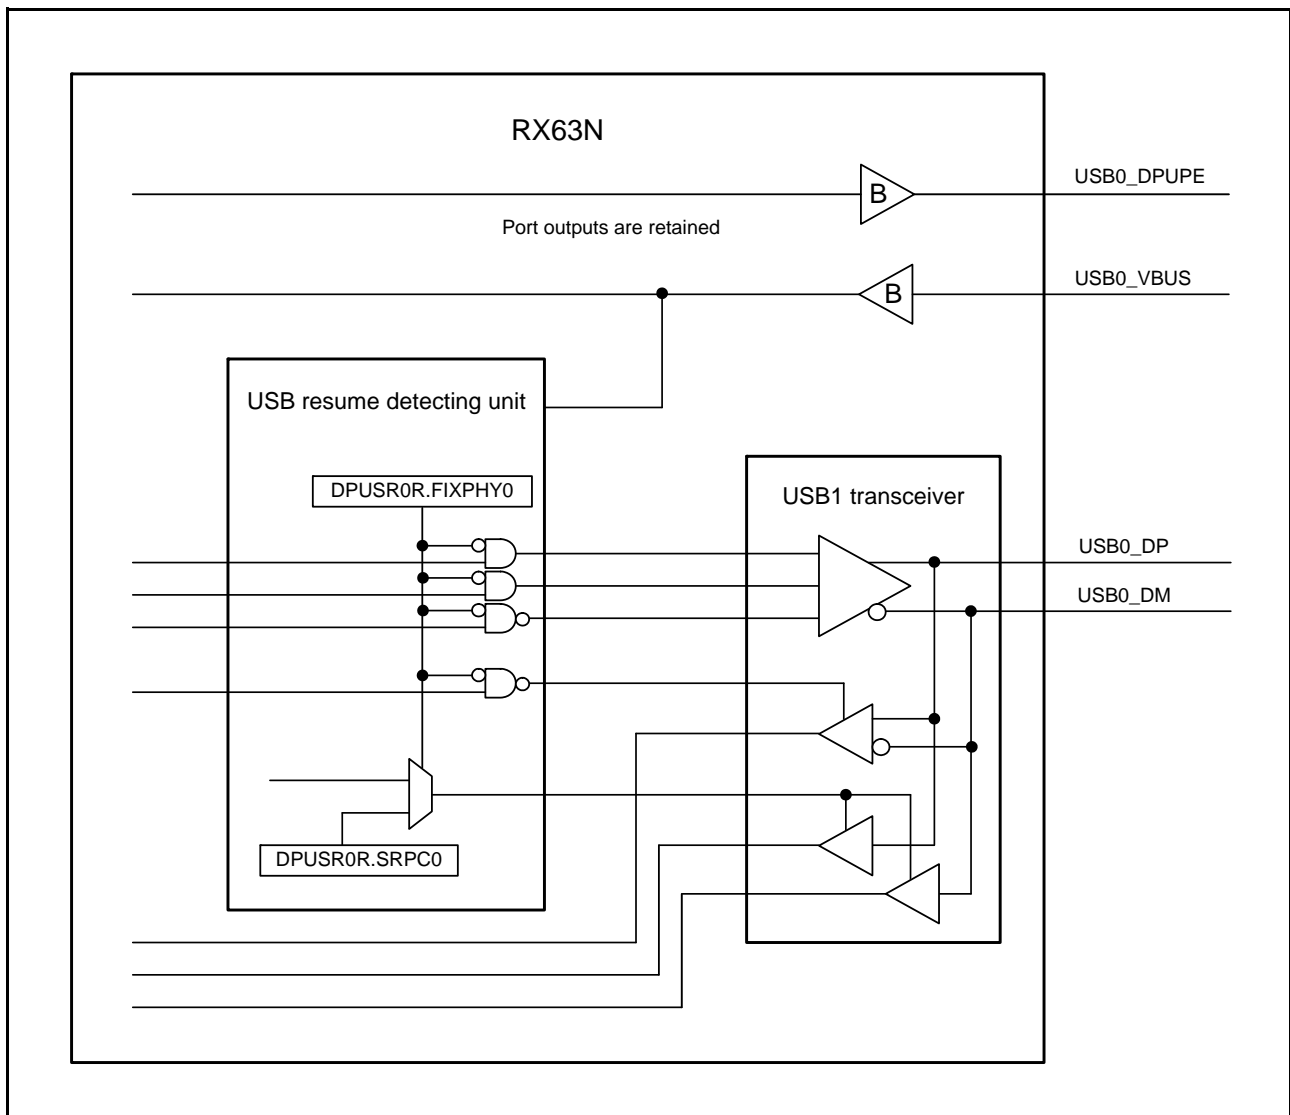 RX63N
USB0_DPUPE
B
Port outputs are retained
USB0_VBUS
B
USB resume detecting unit
DPUSR0R.FIXPHY0
USB1 transceiver
USB0_DP
USB0_DM
DPUSR0R.SRPC0